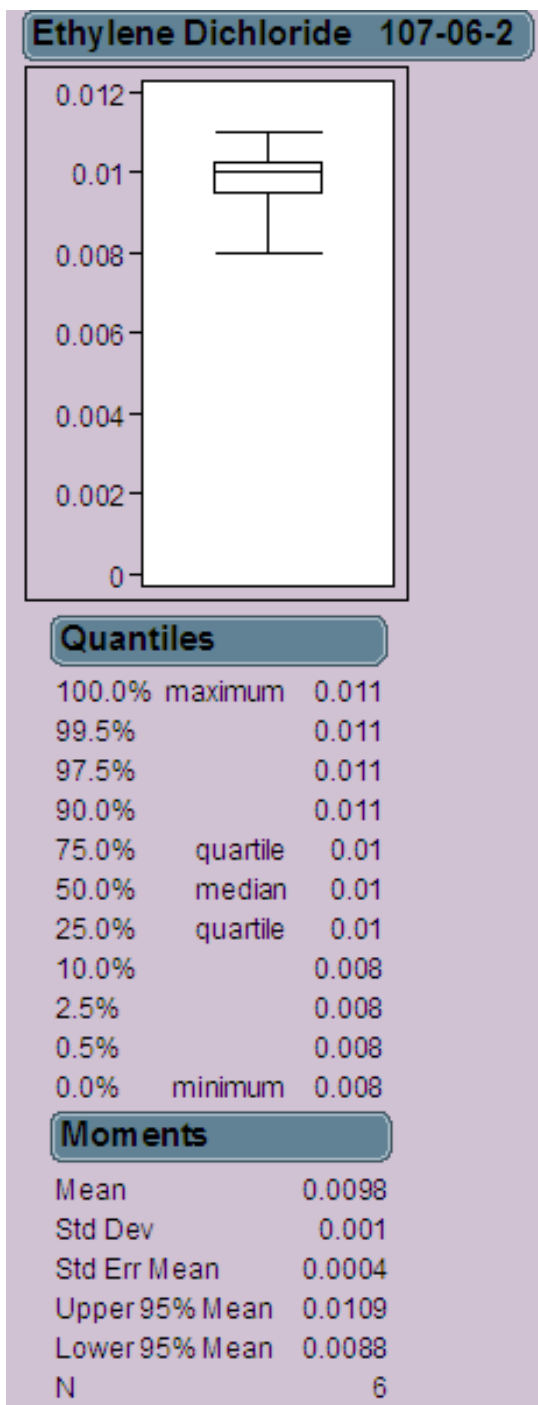 Ethylene Dichloride 107-06-2
0.012
0.01
0.008
0.006
0.004
0.002
0
Quantiles
100.0% maximum 0.011
99.5% 0.011
97.5% 0.011
90.0% 0.011
75.0% quartile 0.01
50.0% median 0.01
25.0% quartile 0.01
10.0% 0.008
2.5% 0.008
0.5% 0.008
0.0% minimum 0.008
Moments
Mean 0.0098
Std Dev 0.001
Std Err Mean 0.0004
Upper 95% Mean 0.0109
Lower 95% Mean 0.0088
N 6